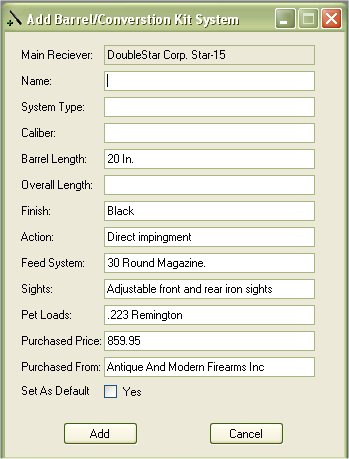 Add Barrel/Converstion Kit System
Main Reciever: DoubleStar Corp. Star-15
Name:
System Type:
Caliber:
Barrel Length: 20 In.
Overall Length:
Finish: Black
Action: Direct impingment
Feed System: 30 Round Magazine.
Sights: Adjustable front and rear iron sights
Pet Loads: .223 Remington
Purchased Price: 859.95
Purchased From: Antique And Modern Firearms Inc
Set As Default Yes
Add Cancel